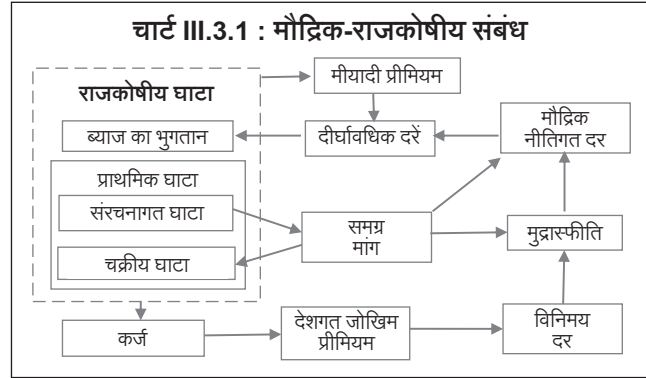 चार्ट III.3.1 : मौद्रिक-राजकोषीय संबंध
राजकोषीय घाटा
मीयादी प्रीमियम
ब्याज का भुगतान
दीर्घावधिक दरें
मौद्रिक
नीतिगत दर
प्राथमिक घाटा
संरचनागत घाटा
चक्रीय घाटा
समग्र
मांग
मुद्रास्फीति
कर्ज
देशगत जोखिम
प्रीमियम
विनिमय
दर